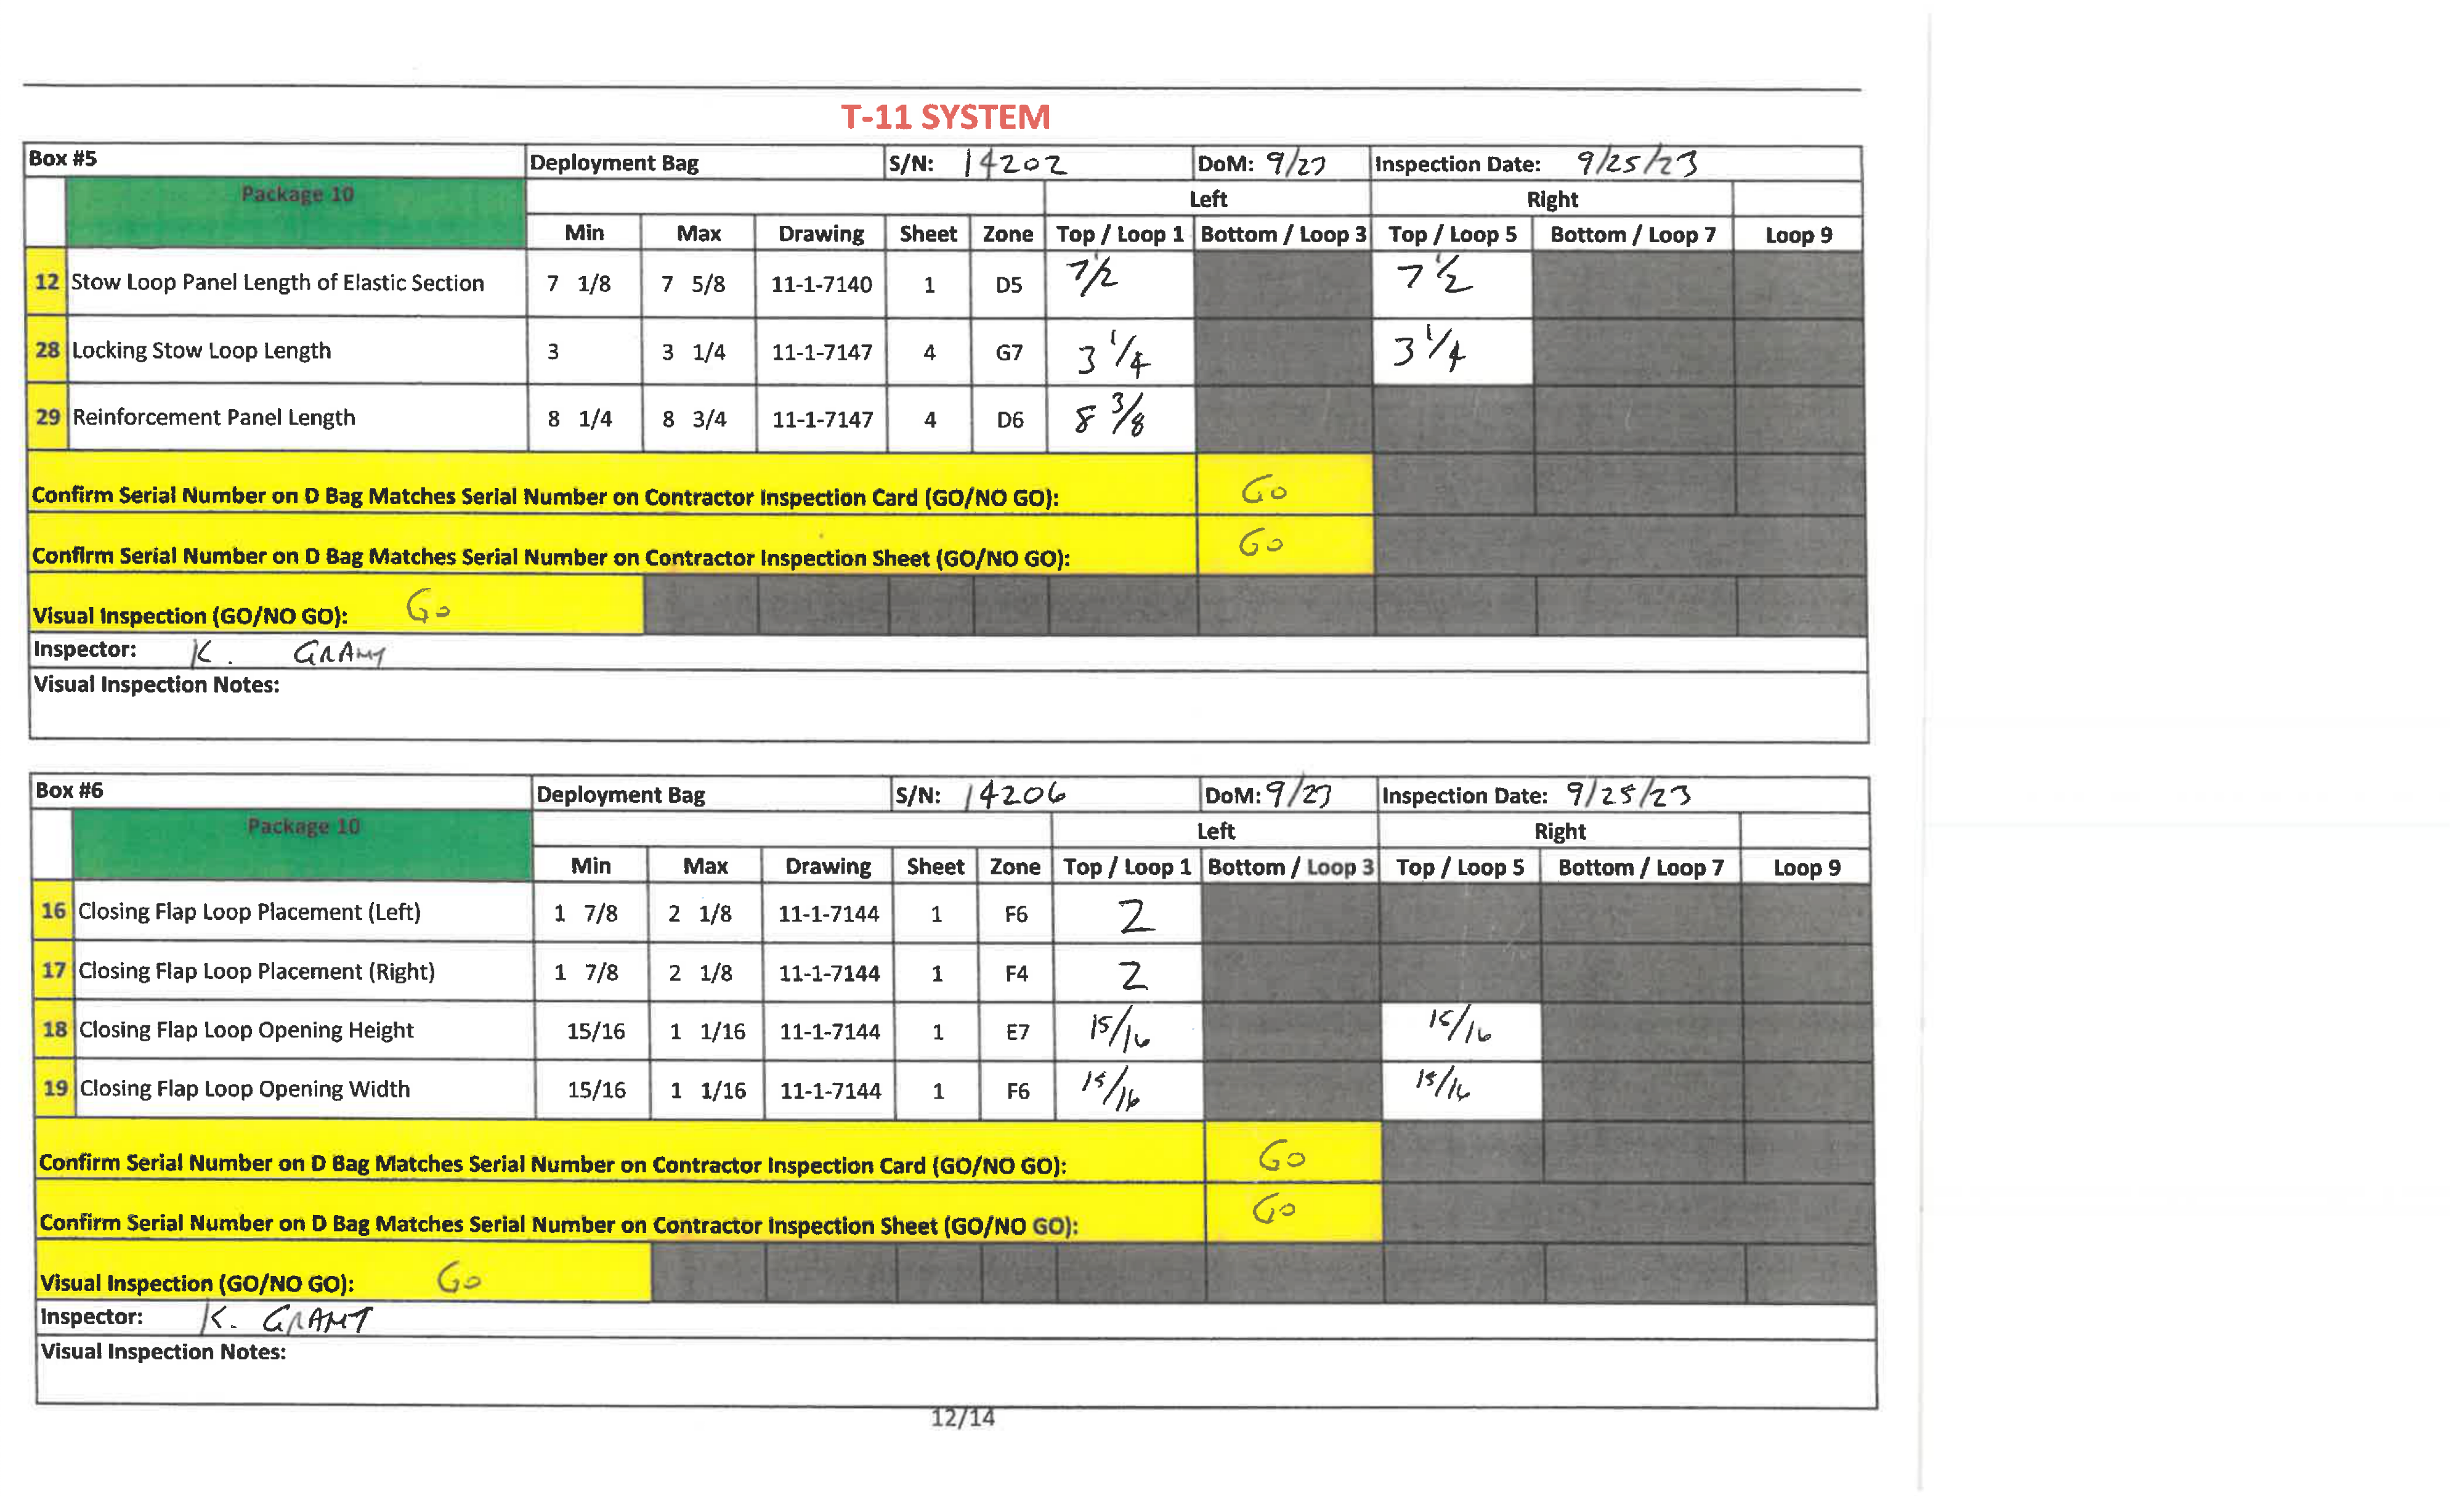 T-11 SYSTEM
Box #5 Deployment Bag S/N: 14202 DoM: 9/23 Inspection Date: 9/25/23
Package 10 Left Right
Min Max Drawing Sheet Zone Top / Loop 1 Bottom / Loop 3 Top / Loop 5 Bottom / Loop 7 Loop 9
12 Stow Loop Panel Length of Elastic Section 7 1/8 7 5/8 11-1-7140 1 D5 7 1/2 7 1/2
28 Locking Stow Loop Length 3 3 1/4 11-1-7147 4 G7 3 1/4 3 1/4
29 Reinforcement Panel Length 8 1/4 8 3/4 11-1-7147 4 D6 8 3/8
Confirm Serial Number on D Bag Matches Serial Number on Contractor Inspection Card (GO/NO GO): GO
Confirm Serial Number on D Bag Matches Serial Number on Contractor Inspection Sheet (GO/NO GO): GO
Visual Inspection (GO/NO GO): GO
Inspector: K. GRANT
Visual Inspection Notes:
Box #6 Deployment Bag S/N: 14206 DoM: 9/23 Inspection Date: 9/25/23
Package 10 Left Right
Min Max Drawing Sheet Zone Top / Loop 1 Bottom / Loop 3 Top / Loop 5 Bottom / Loop 7 Loop 9
16 Closing Flap Loop Placement (Left) 1 7/8 2 1/8 11-1-7144 1 F6 2
17 Closing Flap Loop Placement (Right) 1 7/8 2 1/8 11-1-7144 1 F4 2
18 Closing Flap Loop Opening Height 15/16 1 1/16 11-1-7144 1 E7 15/16 15/16
19 Closing Flap Loop Opening Width 15/16 1 1/16 11-1-7144 1 F6 15/16 15/16
Confirm Serial Number on D Bag Matches Serial Number on Contractor Inspection Card (GO/NO GO): GO
Confirm Serial Number on D Bag Matches Serial Number on Contractor Inspection Sheet (GO/NO GO): GO
Visual Inspection (GO/NO GO): GO
Inspector: K. GRANT
Visual Inspection Notes:
12/14